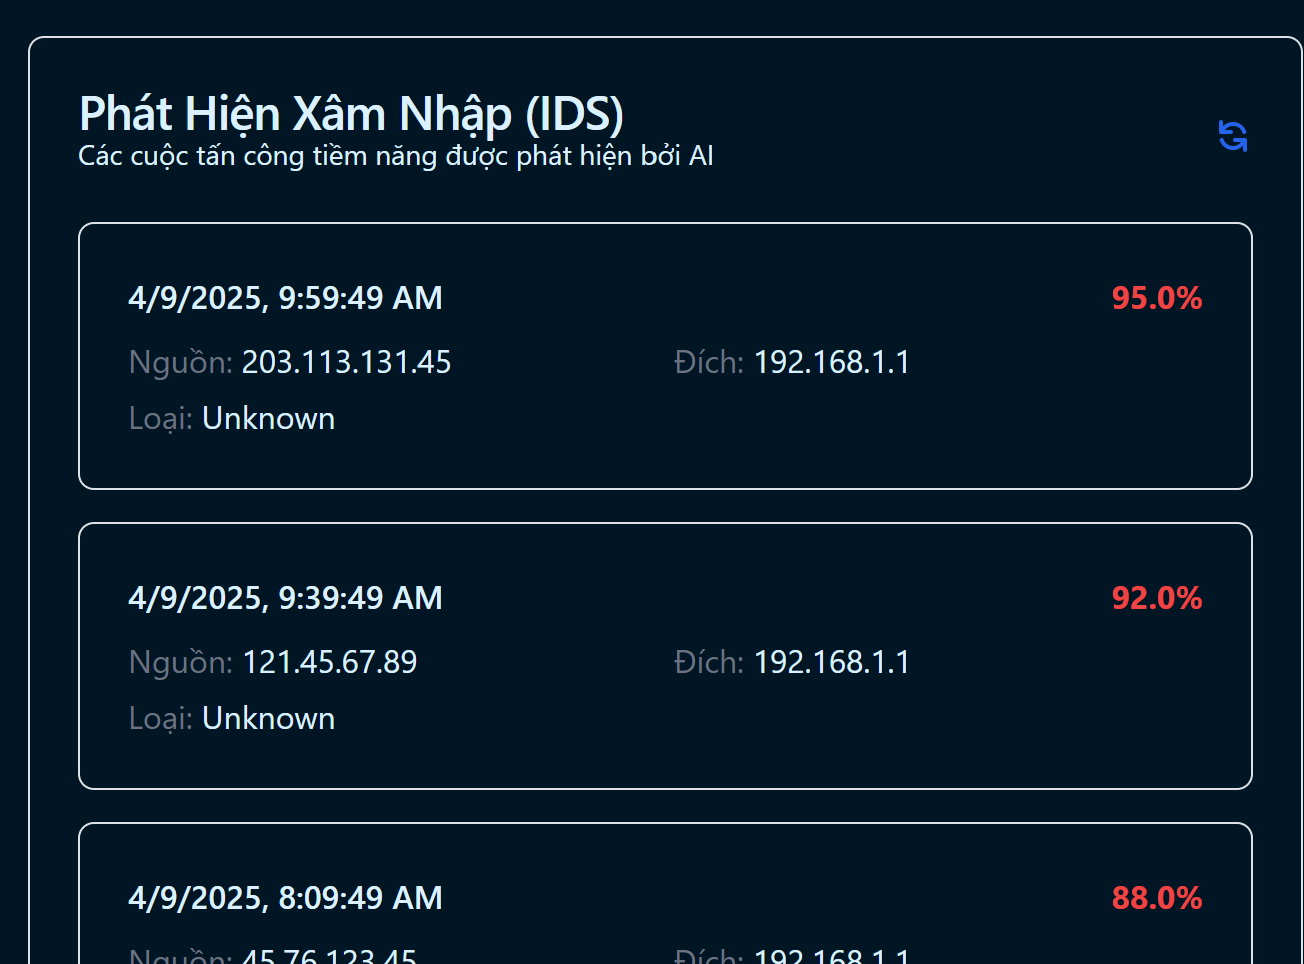 Phát Hiện Xâm Nhập (IDS)
Các cuộc tấn công tiềm năng được phát hiện bởi AI
4/9/2025, 9:59:49 AM
95.0%
Nguồn: 203.113.131.45
Đích: 192.168.1.1
Loại: Unknown
4/9/2025, 9:39:49 AM
92.0%
Nguồn: 121.45.67.89
Đích: 192.168.1.1
Loại: Unknown
4/9/2025, 8:09:49 AM
88.0%
Nguồn: 45.76.123.45
Đích: 192.168.1.1